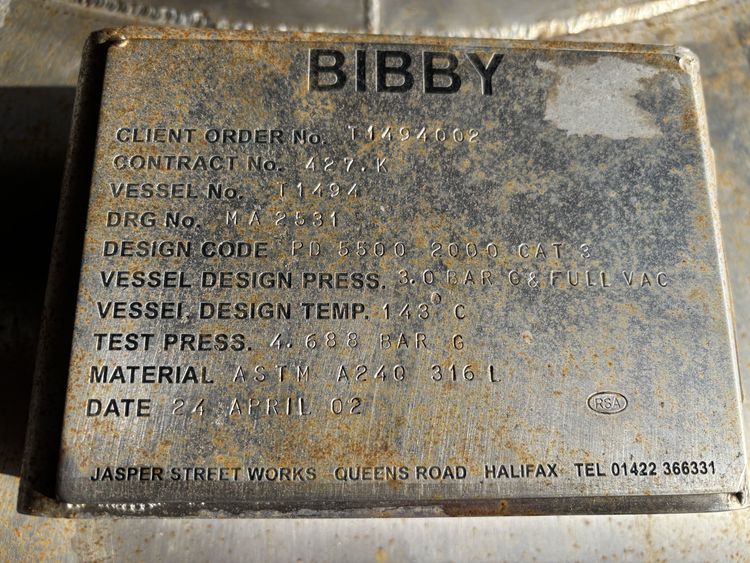 BIBBY
CLIENT ORDER No. T1494002
CONTRACT No. 427.K
VESSEL No. T1494
DRG No. MA 2531
DESIGN CODE PD 5500 2000 CAT 3
VESSEL DESIGN PRESS. 3.0 BAR G & FULL VAC
VESSEL DESIGN TEMP. 143°C
TEST PRESS. 4.688 BAR G
MATERIAL ASTM A240 316L
DATE 24 APRIL 02
RSA
JASPER STREET WORKS QUEENS ROAD HALIFAX TEL 01422 366331